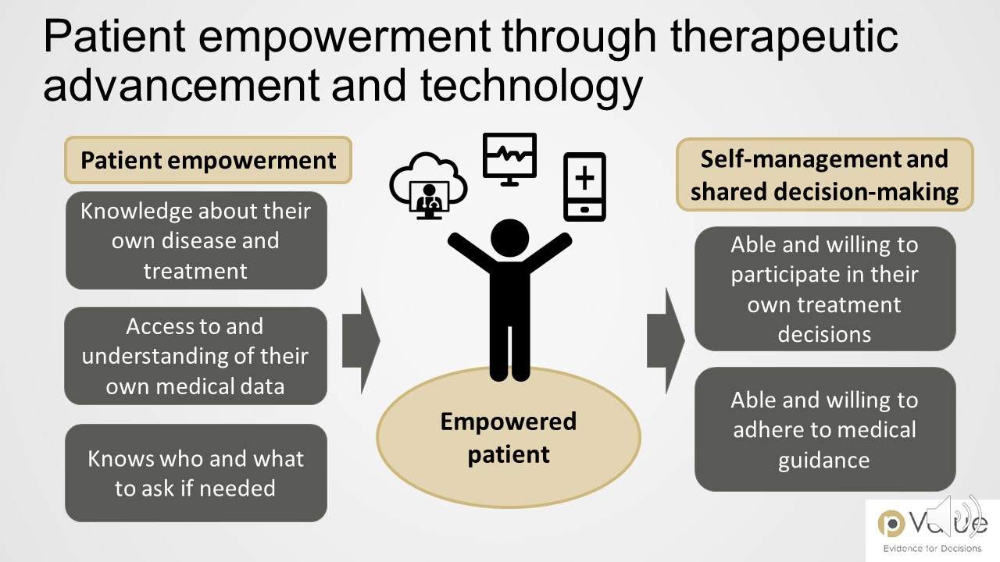 Patient empowerment through therapeutic
advancement and technology
Patient empowerment
Knowledge about their
own disease and
treatment
Access to and
understanding of their
own medical data
Knows who and what
to ask if needed
Empowered
patient
Self-management and
shared decision-making
Able and willing to
participate in their
own treatment
decisions
Able and willing to
adhere to medical
guidance
p Value
Evidence for Decisions